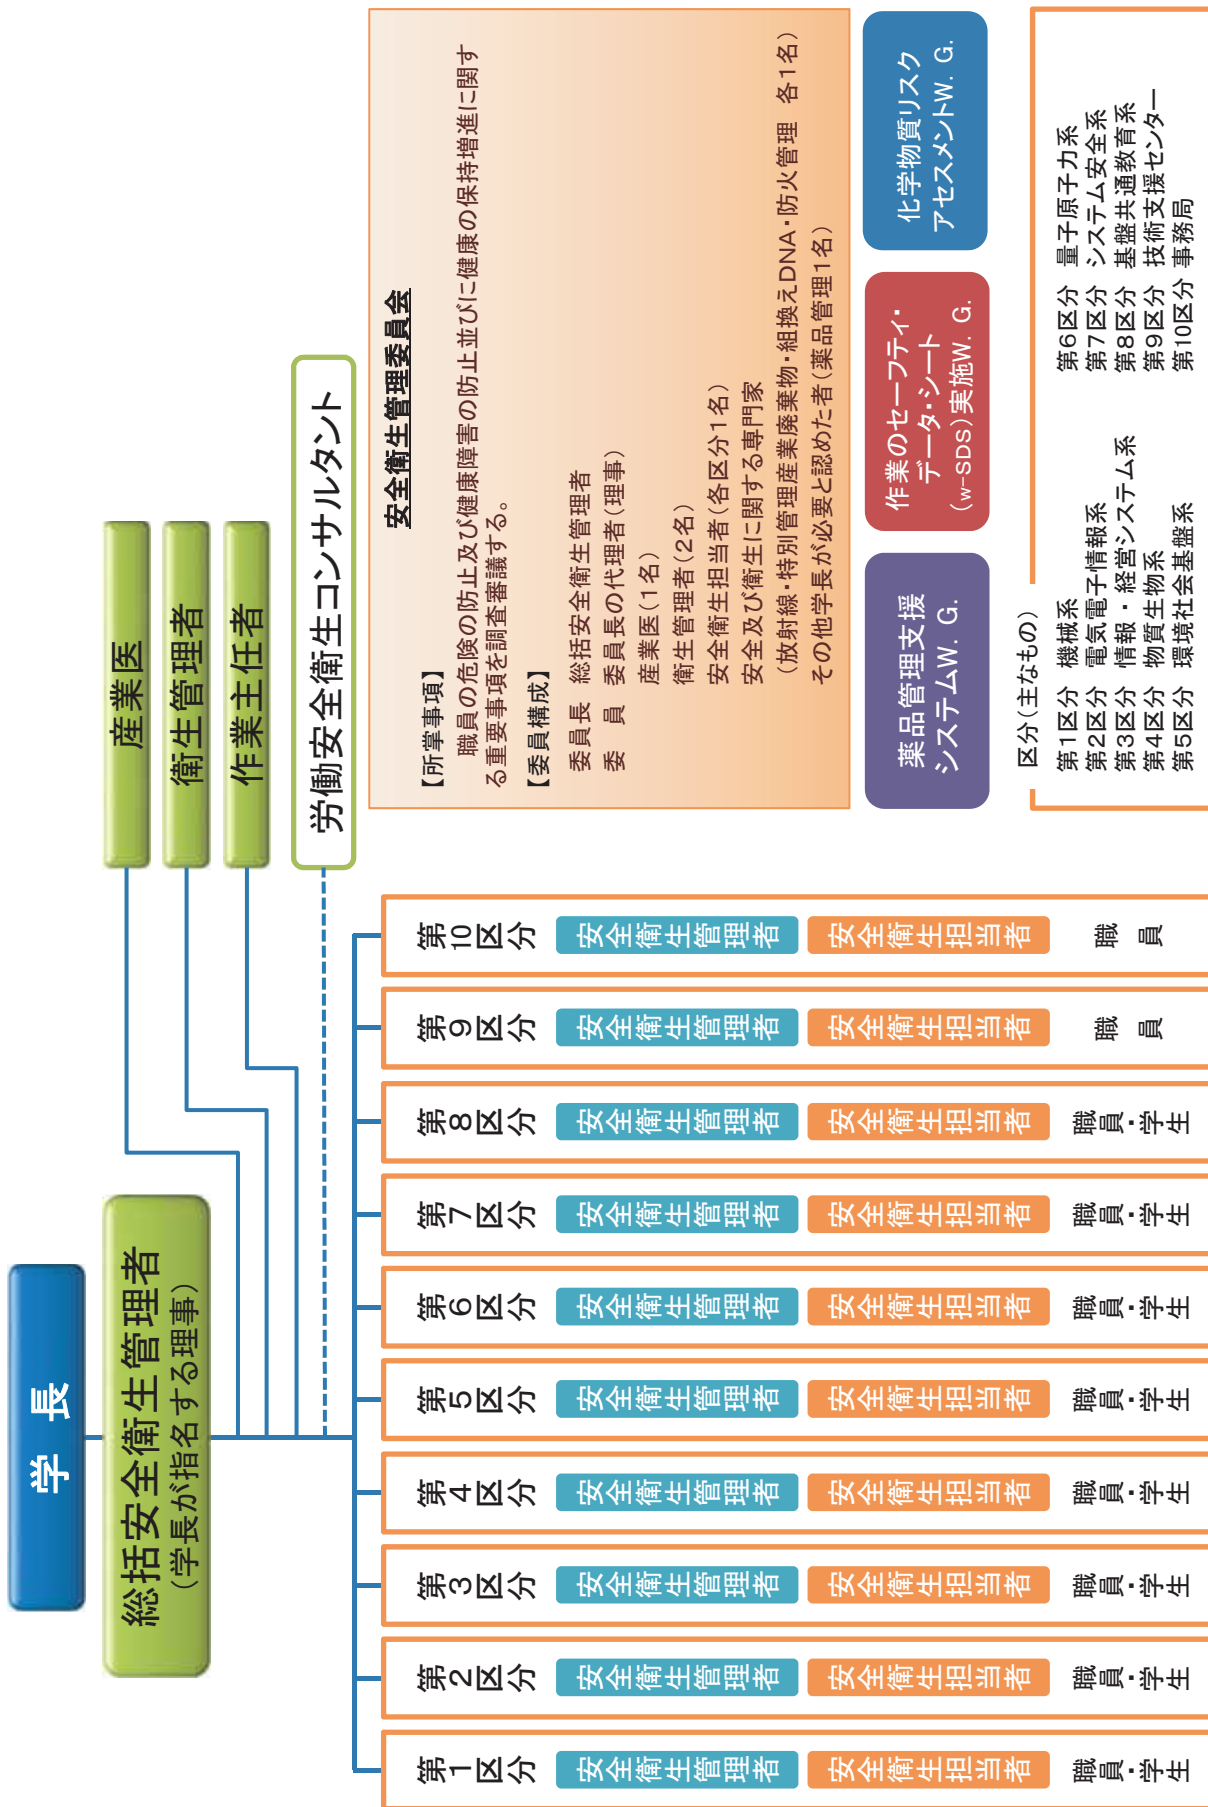 学 長
総括安全衛生管理者
（学長が指名する理事）
産業医
衛生管理者
作業主任者
労働安全衛生コンサルタント
第
1
区分
安全衛生管理者
安全衛生担当者
職
員・学
生
第
2
区分
安全衛生管理者
安全衛生担当者
職
員・学
生
第
3
区分
安全衛生管理者
安全衛生担当者
職
員・学
生
第
4
区分
安全衛生管理者
安全衛生担当者
職
員・学
生
第
5
区分
安全衛生管理者
安全衛生担当者
職
員・学
生
第
6
区分
安全衛生管理者
安全衛生担当者
職
員・学
生
第
7
区分
安全衛生管理者
安全衛生担当者
職
員・学
生
第
8
区分
安全衛生管理者
安全衛生担当者
職
員・学
生
第
9
区分
安全衛生管理者
安全衛生担当者
職
員
第
10
区分
安全衛生管理者
安全衛生担当者
職
員
安全衛生管理委員会
【所掌事項】
職員の危険の防止及び健康障害の防止並びに健康の保持増進に関す
る重要事項を調査審議する。
【委員構成】
委員長 総括安全衛生管理者
委 員 委員長の代理者（理事）
産業医（1名）
衛生管理者（2名）
安全衛生担当者（各区分1名）
安全及び衛生に関する専門家
（放射線・特別管理産業廃棄物・組換えDNA・防火管理 各1名）
その他学長が必要と認めた者（薬品管理1名）
薬品管理支援
システムW. G.
作業のセーフティ・
データ・シート
（w-SDS）実施W. G.
化学物質リスク
アセスメントW. G.
区分（主なもの）
第1区分 機械系
第2区分 電気電子情報系
第3区分 情報・経営システム系
第4区分 物質生物系
第5区分 環境社会基盤系
第6区分 量子原子力系
第7区分 システム安全系
第8区分 基盤共通教育系
第9区分 技術支援センター
第10区分 事務局